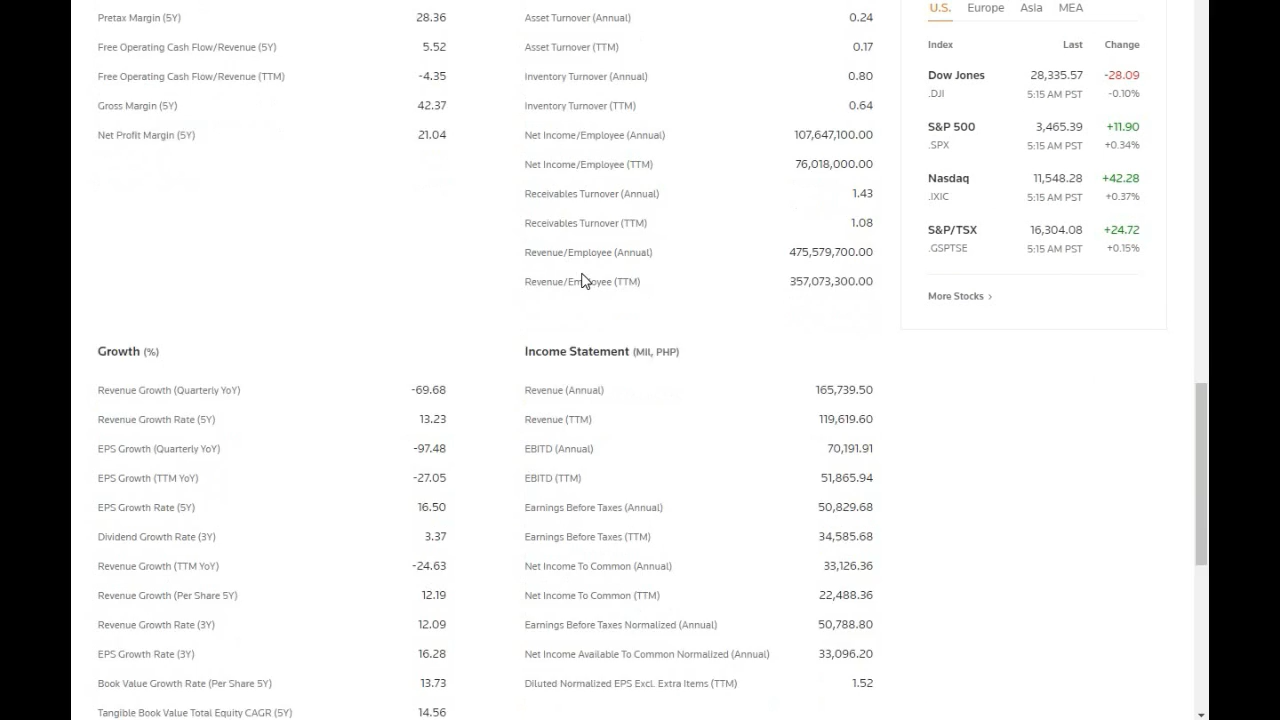 Pretax Margin (5Y) 28.36
Free Operating Cash Flow/Revenue (5Y) 5.52
Free Operating Cash Flow/Revenue (TTM) -4.35
Gross Margin (5Y) 42.37
Net Profit Margin (5Y) 21.04
Asset Turnover (Annual) 0.24
Asset Turnover (TTM) 0.17
Inventory Turnover (Annual) 0.80
Inventory Turnover (TTM) 0.64
Net Income/Employee (Annual) 107,647,100.00
Net Income/Employee (TTM) 76,018,000.00
Receivables Turnover (Annual) 1.43
Receivables Turnover (TTM) 1.08
Revenue/Employee (Annual) 475,579,700.00
Revenue/Employee (TTM) 357,073,300.00
U.S. Europe Asia MEA
Index Last Change
Dow Jones 28,335.57 -28.09
.DJI 5:15 AM PST -0.10%
S&P 500 3,465.39 +11.90
.SPX 5:15 AM PST +0.34%
Nasdaq 11,548.28 +42.28
.IXIC 5:15 AM PST +0.37%
S&P/TSX 16,304.08 +24.72
.GSPTSE 5:15 AM PST +0.15%
More Stocks ›
Growth (%)
Revenue Growth (Quarterly YoY) -69.68
Revenue Growth Rate (5Y) 13.23
EPS Growth (Quarterly YoY) -97.48
EPS Growth (TTM YoY) -27.05
EPS Growth Rate (5Y) 16.50
Dividend Growth Rate (3Y) 3.37
Revenue Growth (TTM YoY) -24.63
Revenue Growth (Per Share 5Y) 12.19
Revenue Growth Rate (3Y) 12.09
EPS Growth Rate (3Y) 16.28
Book Value Growth Rate (Per Share 5Y) 13.73
Tangible Book Value Total Equity CAGR (5Y) 14.56
Income Statement (MIL, PHP)
Revenue (Annual) 165,739.50
Revenue (TTM) 119,619.60
EBITD (Annual) 70,191.91
EBITD (TTM) 51,865.94
Earnings Before Taxes (Annual) 50,829.68
Earnings Before Taxes (TTM) 34,585.68
Net Income To Common (Annual) 33,126.36
Net Income To Common (TTM) 22,488.36
Earnings Before Taxes Normalized (Annual) 50,788.80
Net Income Available To Common Normalized (Annual) 33,096.20
Diluted Normalized EPS Excl. Extra Items (TTM) 1.52